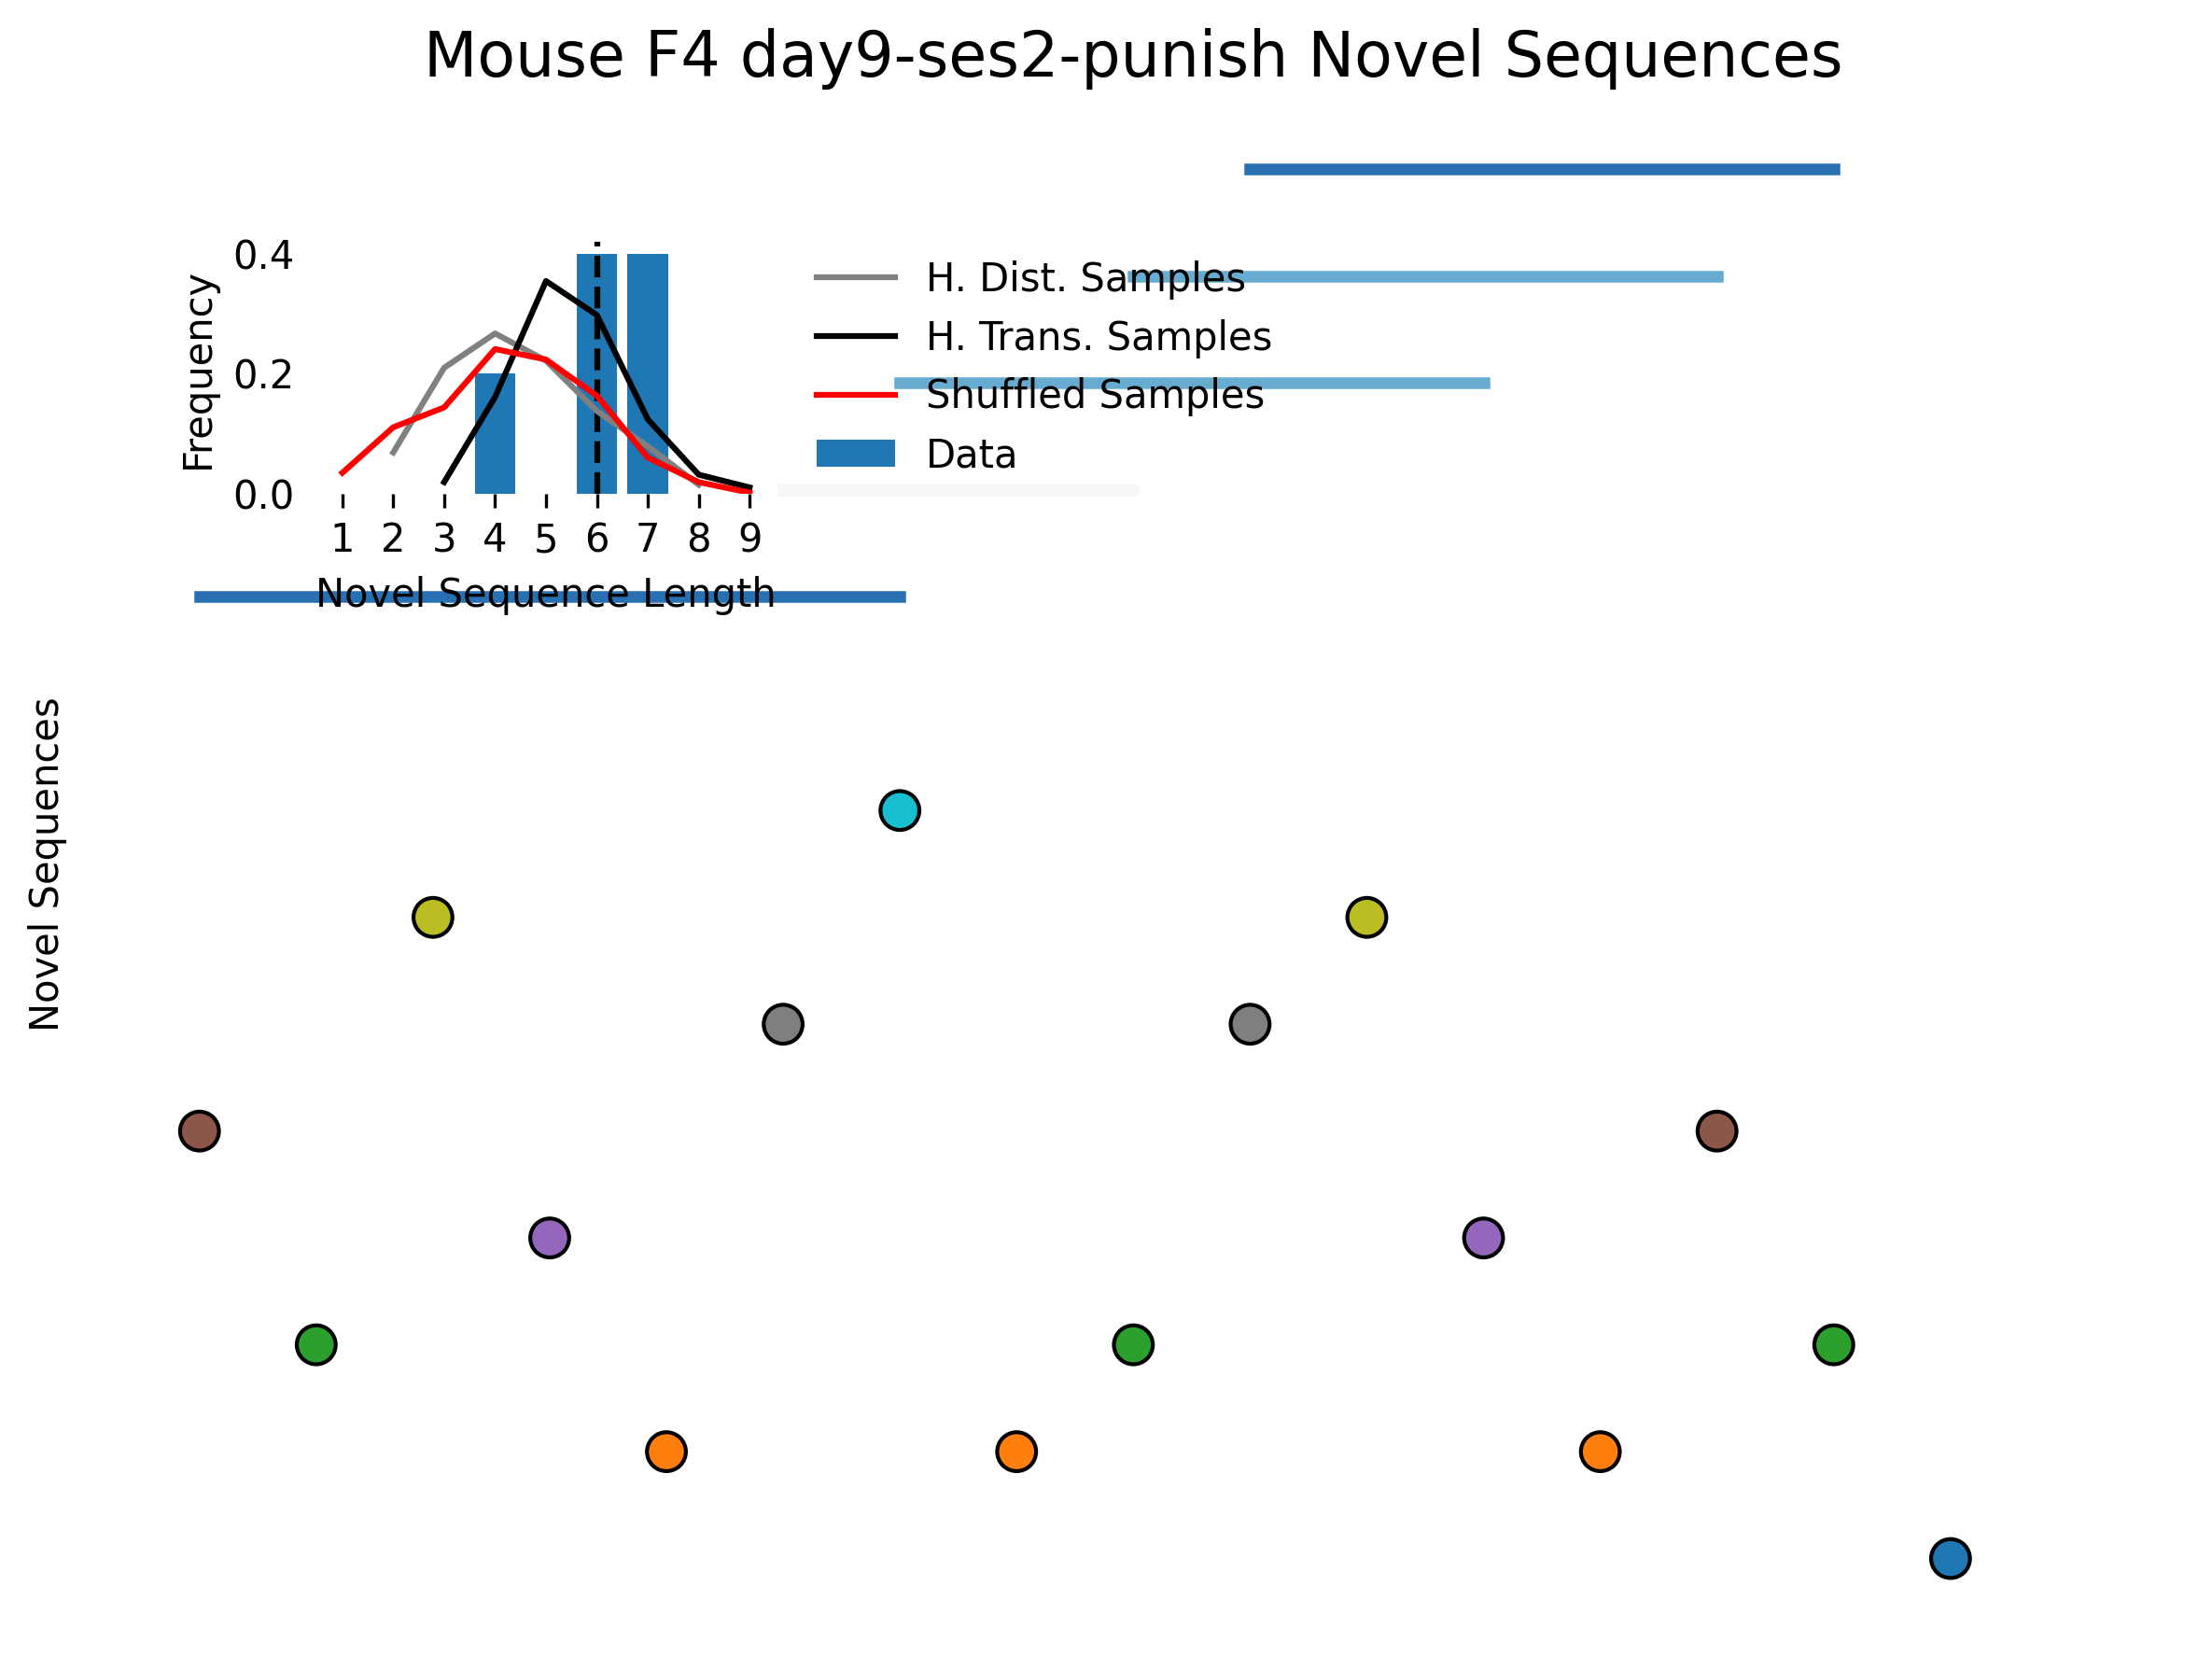 Mouse F4 day9-ses2-punish Novel Sequences
0.4
0.2
0.0
Frequency
1 2 3 4 5 6 7 8 9
Novel Sequence Length
H. Dist. Samples
H. Trans. Samples
Shuffled Samples
Data
Novel Sequences